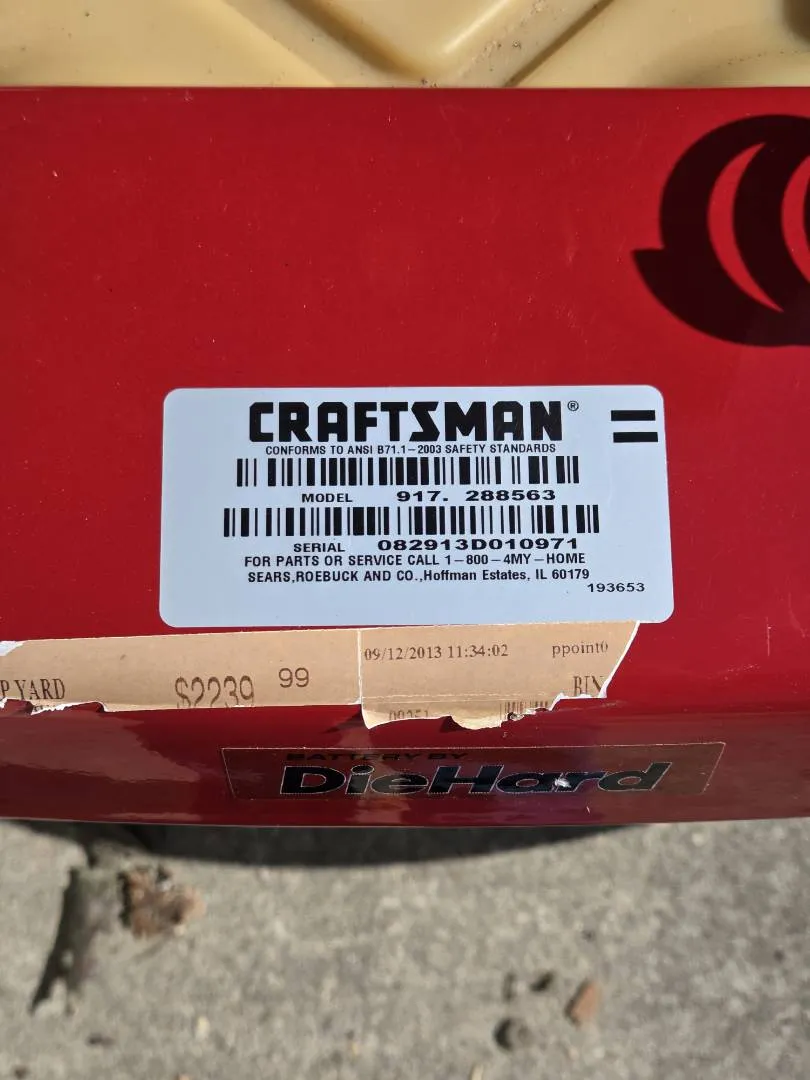 CRAFTSMAN®
CONFORMS TO ANSI B71.1-2003 SAFETY STANDARDS
MODEL 917. 288563
SERIAL 082913D010971
FOR PARTS OR SERVICE CALL 1-800-4MY-HOME
SEARS,ROEBUCK AND CO.,Hoffman Estates, IL 60179
193653
09/12/2013 11:34:02 ppoint0
P YARD $2239 99 BIN
BATTERY BY
DieHard